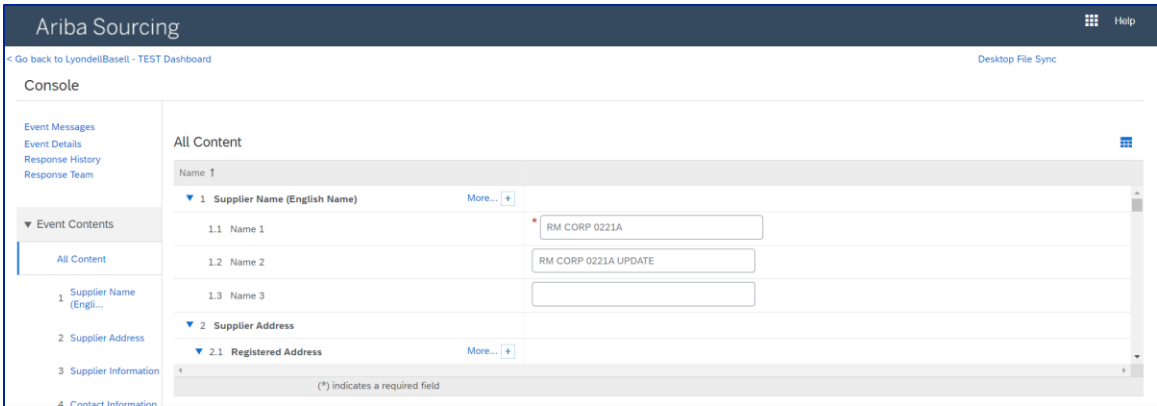 Ariba Sourcing
Help
< Go back to LyondellBasell - TEST Dashboard
Desktop File Sync
Console
Event Messages
Event Details
Response History
Response Team
▼ Event Contents
All Content
1 Supplier Name (Engli...
2 Supplier Address
3 Supplier Information
4 Contact Information
All Content
Name ↑
▼ 1 Supplier Name (English Name) More... +
1.1 Name 1 * RM CORP 0221A
1.2 Name 2 RM CORP 0221A UPDATE
1.3 Name 3
▼ 2 Supplier Address
▼ 2.1 Registered Address More... +
(*) indicates a required field